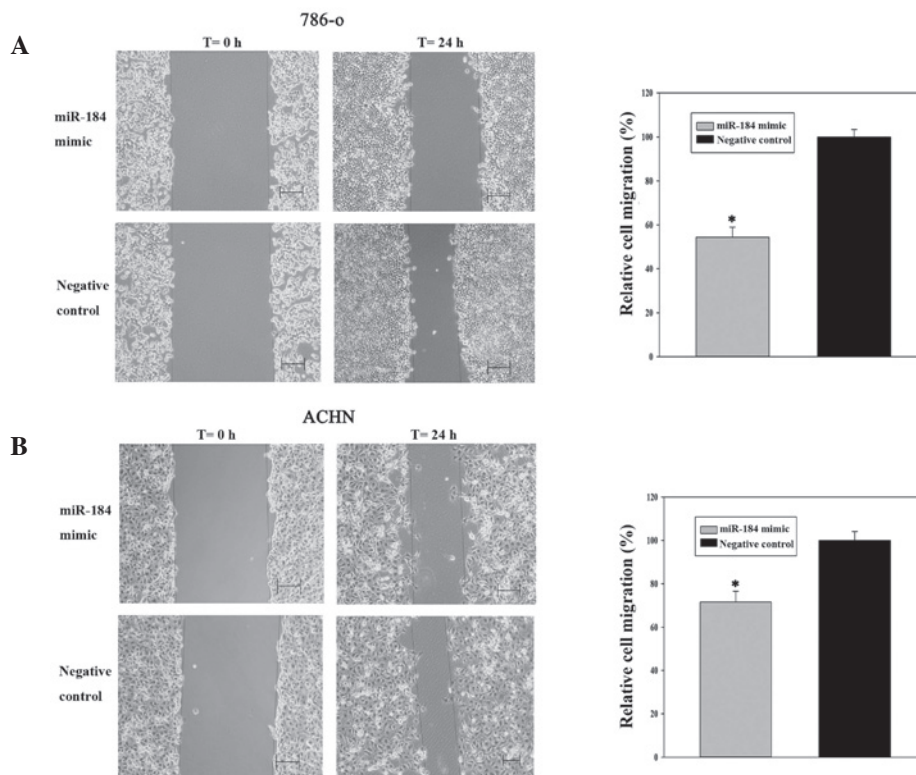 786-o
A
T= 0 h
T= 24 h
miR-184
mimic
Negative
control
Relative cell migration (%)
120
100
80
60
40
20
0
miR-184 mimic
Negative control
*
ACHN
B
T= 0 h
T= 24 h
miR-184
mimic
Negative
control
Relative cell migration (%)
120
100
80
60
40
20
0
miR-184 mimic
Negative control
*